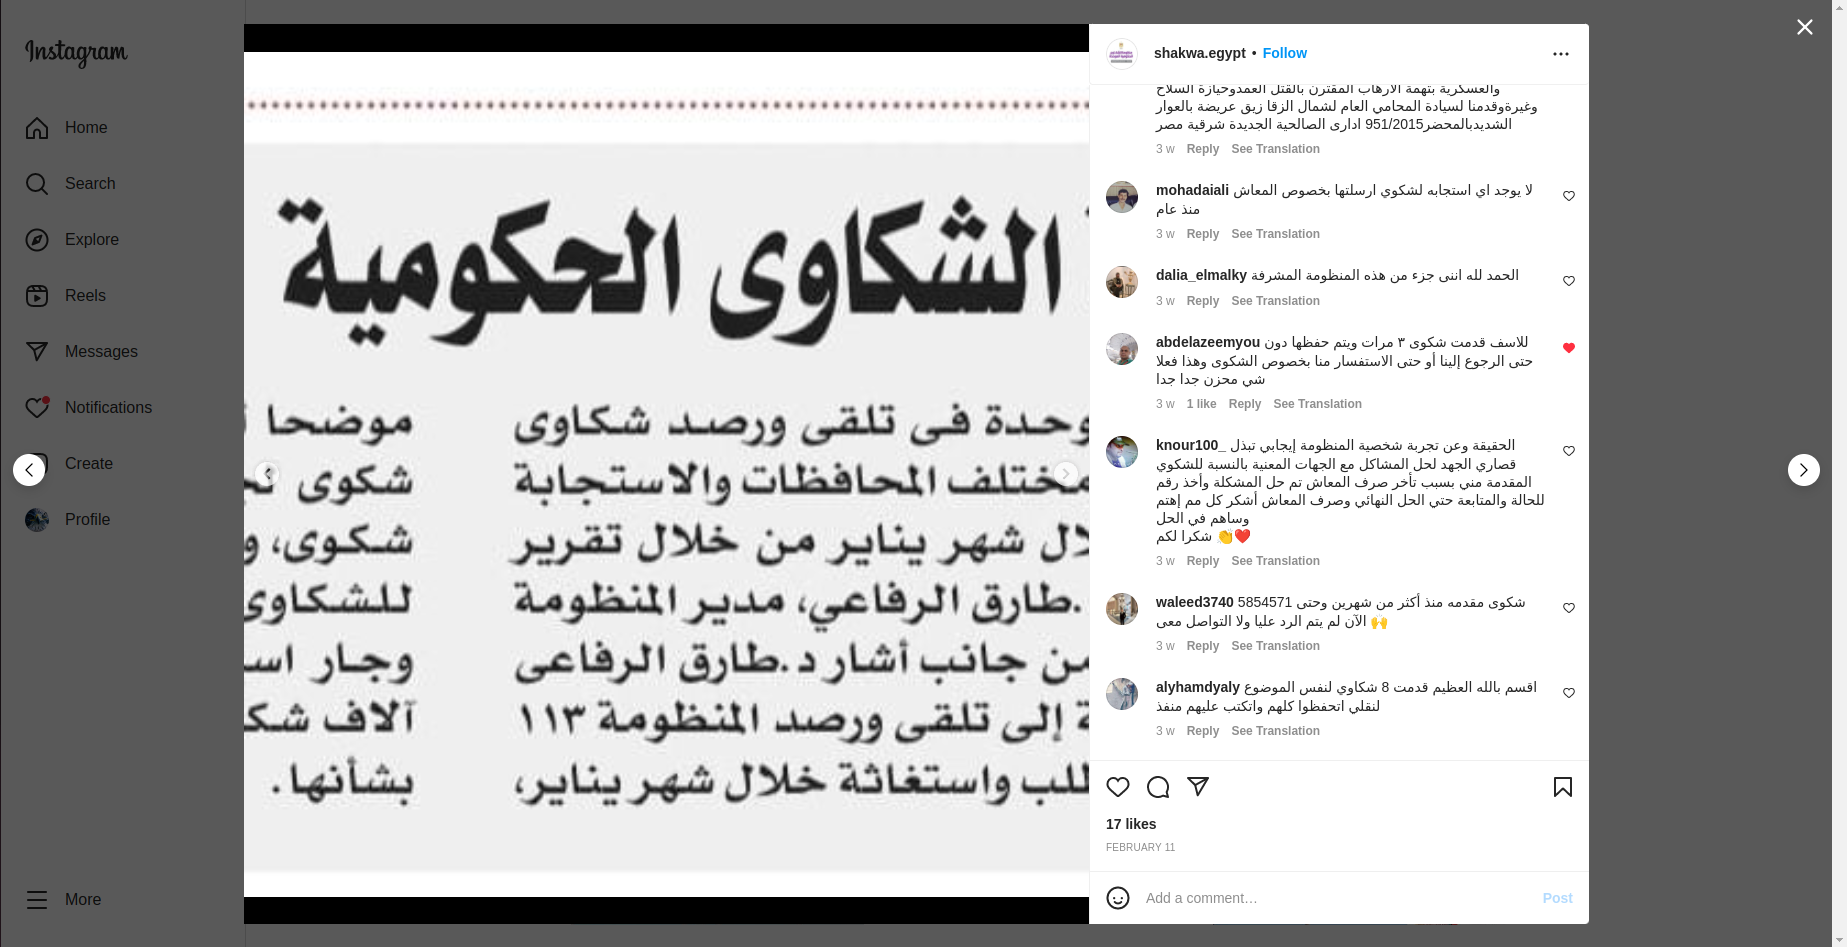 Instagram
Home
Search
Explore
Reels
Messages
Notifications
Create
Profile
More
الشكاوى الحكومية
وحدة فى تلقى ورصد شكاوى
مختلف المحافظات والاستجابة
لال شهر يناير من خلال تقرير
.طارق الرفاعي، مدير المنظومة
من جانب أشار د.طارق الرفاعى
ة إلى تلقى ورصد المنظومة ١١٣
طلب واستغاثة خلال شهر يناير،
موضحا
شكوى
شكوى، و
للشكاوى
وجار
آلاف
بشأنها.
shakwa.egypt • Follow
والعسكرية بتهمة الارهاب المقترن بالقتل العمدوحيازة السلاح
وغيرةوقدمنا لسيادة المحامي العام لشمال الزقا زيق عريضة بالعوار
الشديدبالمحضر951/2015 ادارى الصالحية الجديدة شرقية مصر
3 w Reply See Translation
mohadaiali لا يوجد اي استجابه لشكوي ارسلتها بخصوص المعاش
منذ عام
3 w Reply See Translation
dalia_elmalky الحمد لله اننى جزء من هذه المنظومة المشرفة
3 w Reply See Translation
abdelazeemyou للاسف قدمت شكوى ٣ مرات ويتم حفظها دون
حتى الرجوع إلينا أو حتى الاستفسار منا بخصوص الشكوى وهذا فعلا
شي محزن جدا جدا
3 w 1 like Reply See Translation
knour100_ الحقيقة وعن تجربة شخصية المنظومة إيجابي تبذل
قصاري الجهد لحل المشاكل مع الجهات المعنية بالنسبة للشكوي
المقدمة مني بسبب تأخر صرف المعاش تم حل المشكلة وأخذ رقم
للحالة والمتابعة حتي الحل النهائي وصرف المعاش أشكر كل مم إهتم
وساهم في الحل
شكرا لكم 👏❤️
3 w Reply See Translation
waleed3740 5854571 شكوى مقدمه منذ أكثر من شهرين وحتى
الآن لم يتم الرد عليا ولا التواصل معى 🙌
3 w Reply See Translation
alyhamdyaly اقسم بالله العظيم قدمت 8 شكاوي لنفس الموضوع
لنقلي اتحفظوا كلهم واتكتب عليهم منفذ
3 w Reply See Translation
17 likes
FEBRUARY 11
Add a comment…
Post